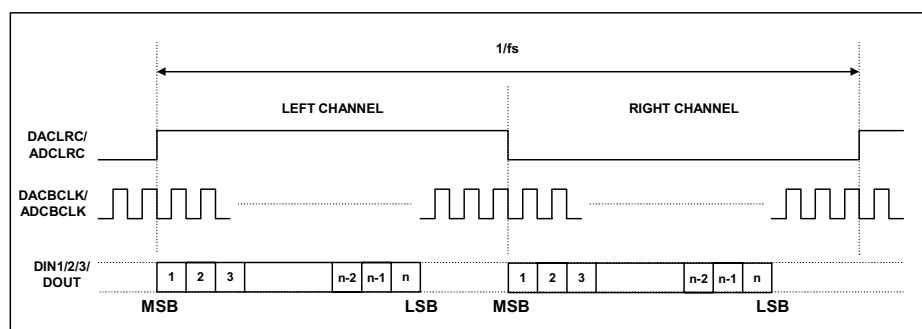 1/fs
LEFT CHANNEL
RIGHT CHANNEL
DACLRC/
ADCLRC
DACBCLK/
ADCBCLK
DIN1/2/3/
DOUT
1 2 3 n-2 n-1 n 1 2 3 n-2 n-1 n
MSB LSB MSB LSB